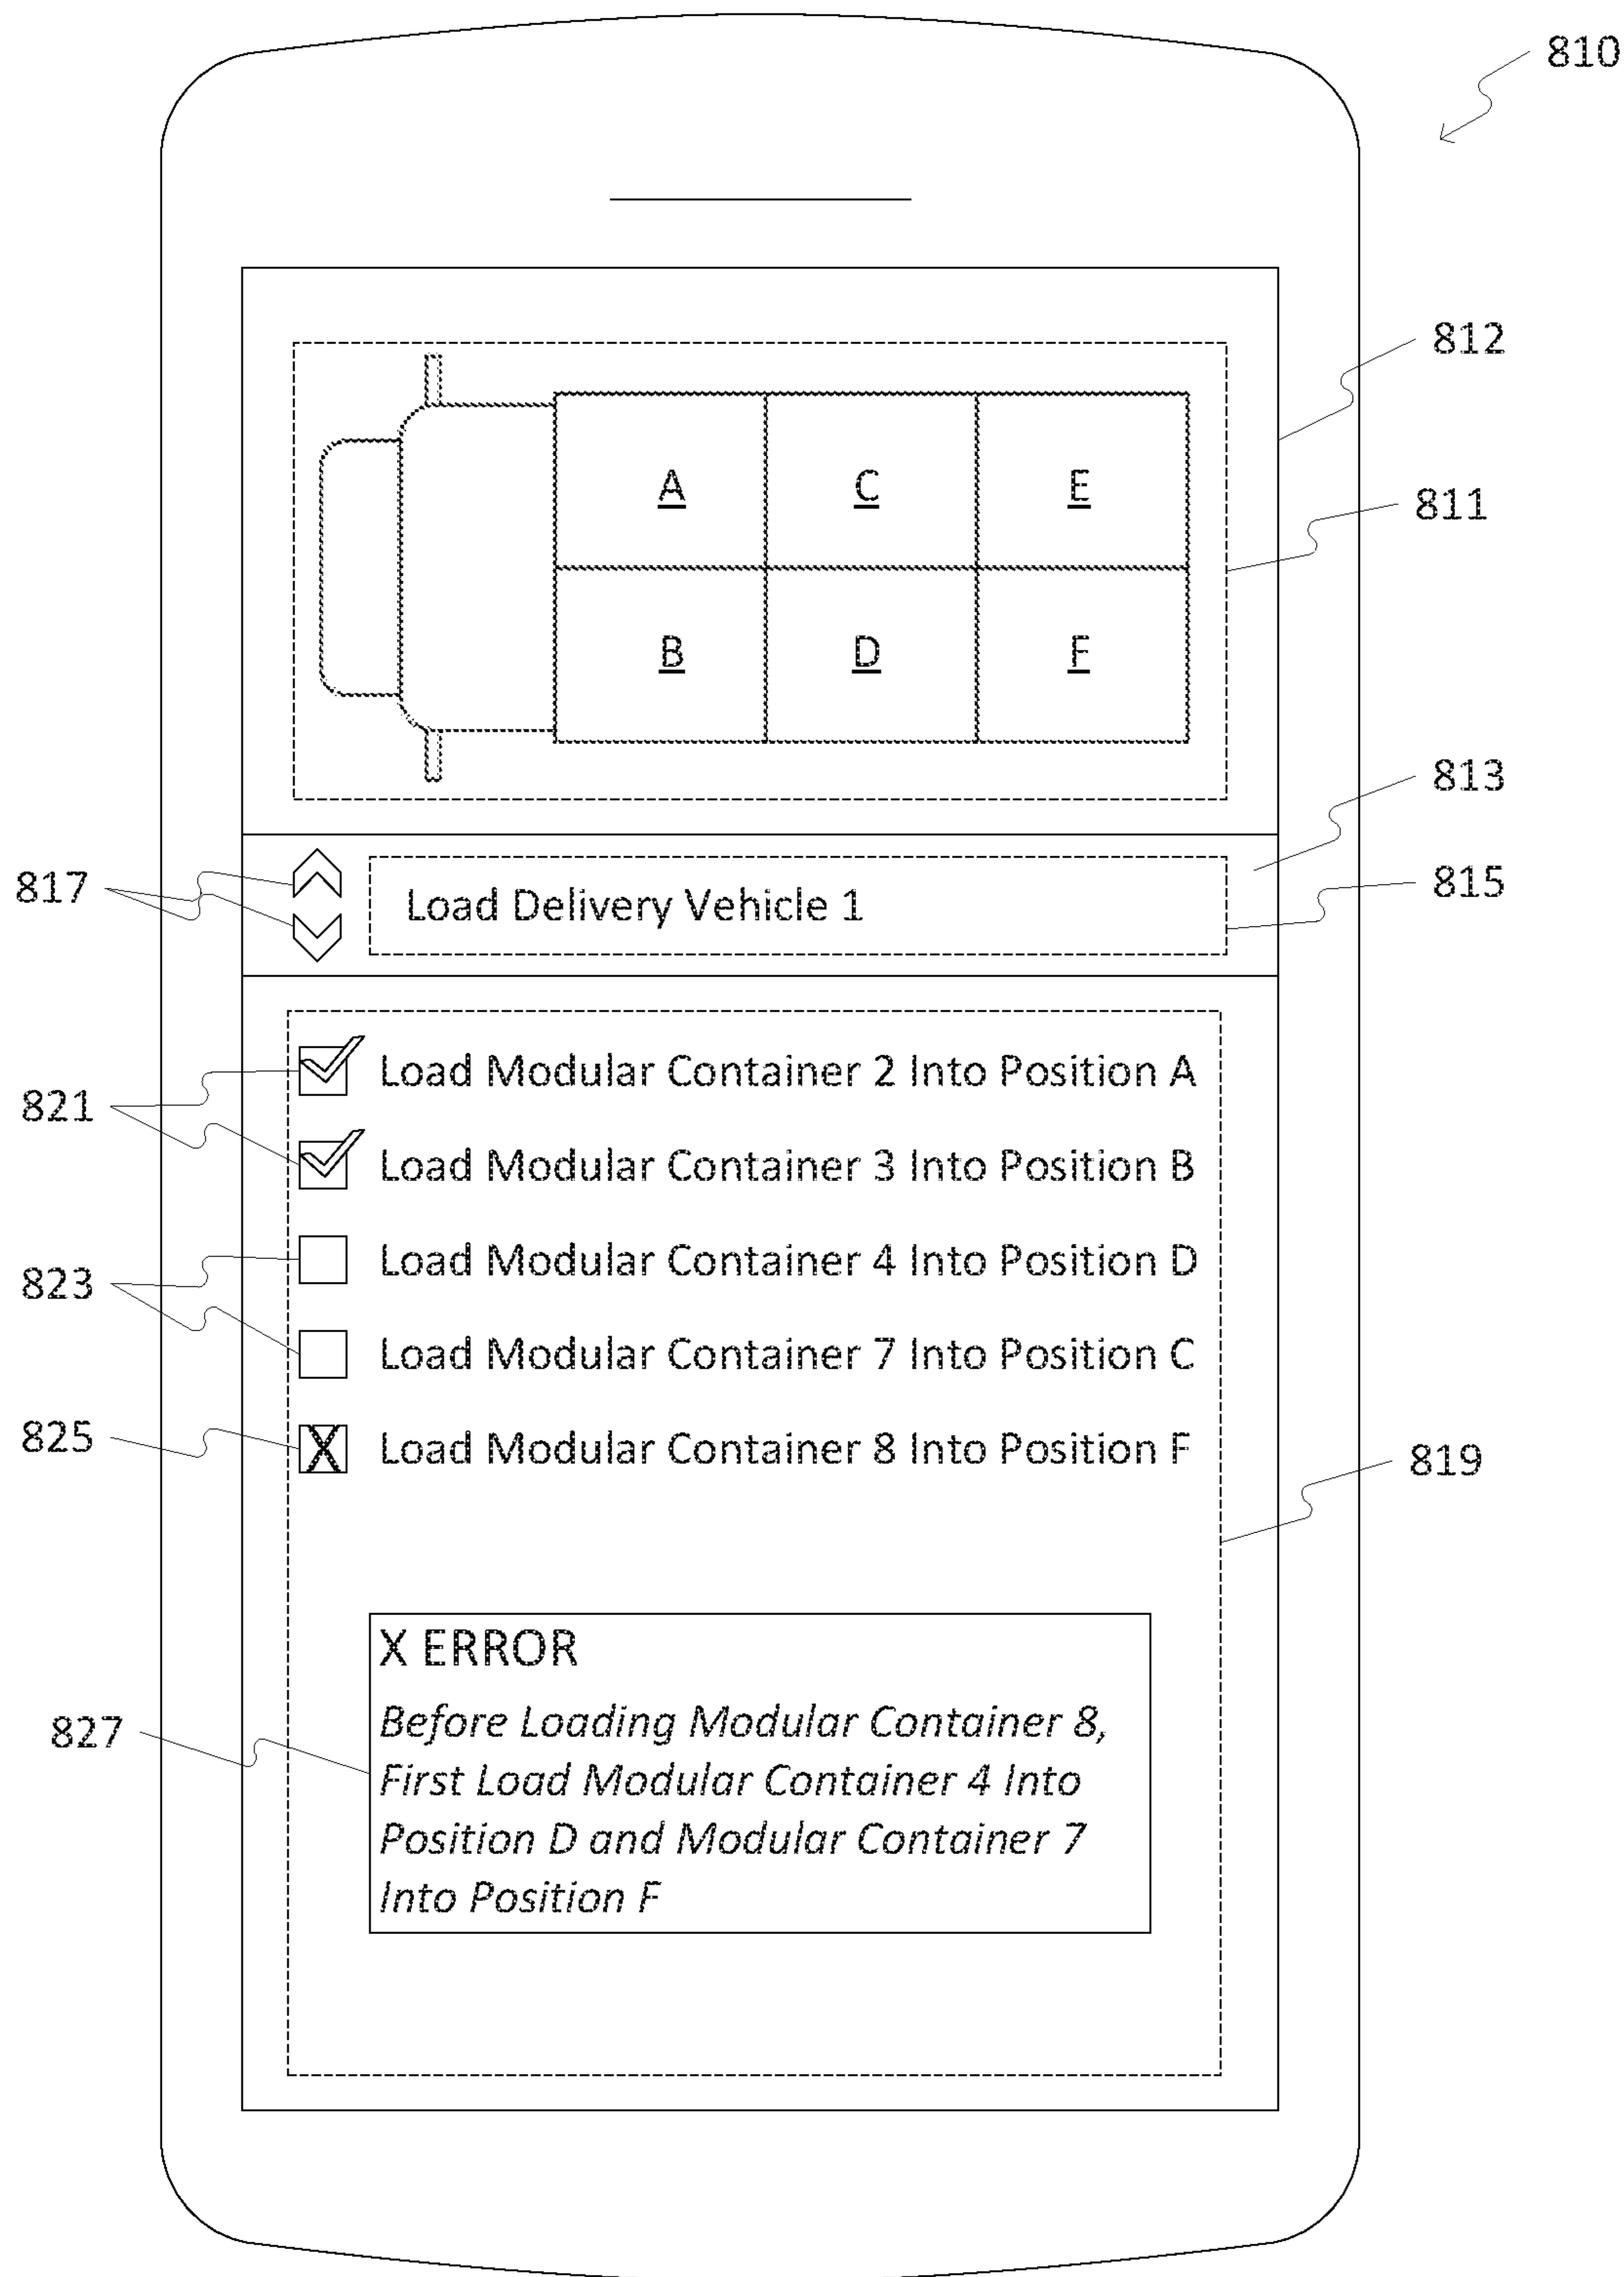 810
812
811
A C E
B D F
813
815
817
Load Delivery Vehicle 1
821
Load Modular Container 2 Into Position A
Load Modular Container 3 Into Position B
823
Load Modular Container 4 Into Position D
Load Modular Container 7 Into Position C
825
Load Modular Container 8 Into Position F
819
X ERROR
827
Before Loading Modular Container 8,
First Load Modular Container 4 Into
Position D and Modular Container 7
Into Position F